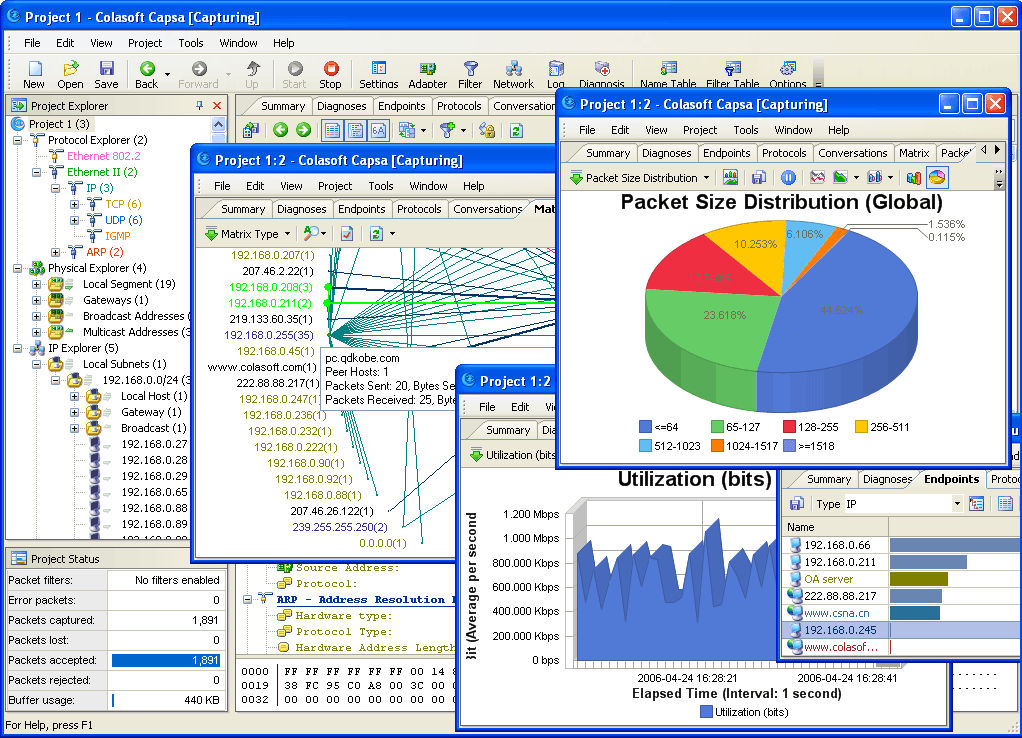 Project 1 - Colasoft Capsa [Capturing]
File Edit View Project Tools Window Help
New Open Save Back Forward Up Start Stop Settings Adapter Filter Network Log Diagnosis Name Table Filter Table Options
Project Explorer
Project 1 (3)
Protocol Explorer (2)
Ethernet 802.2
Ethernet II (2)
IP (3)
TCP (6)
UDP (6)
IGMP
ARP (2)
Physical Explorer (4)
Local Segment (19)
Gateways (1)
Broadcast Addresses (
Multicast Addresses (3
IP Explorer (5)
Local Subnets (1)
192.168.0.0/24 (3
Local Host (1)
Gateway (1)
Broadcast (1)
192.168.0.27
192.168.0.28
192.168.0.29
192.168.0.65
192.168.0.88
192.168.0.89
Project Status
Packet filters: No filters enabled
Error packets: 0
Packets captured: 1,891
Packets lost: 0
Packets accepted: 1,891
Packets rejected: 0
Buffer usage: 440 KB
For Help, press F1
Summary Diagnoses Endpoints Protocols Conversation
Source Address:
Protocol:
ARP - Address Resolution
Hardware type:
Protocol Type:
Hardware Address Length
0000 FF FF FF FF FF FF 00 14 8
0019 38 FC 95 C0 A8 00 3C 00 0
0032 00 00 00 00 00 00 00 00 0
Project 1:2 - Colasoft Capsa [Capturing]
File Edit View Project Tools Window Help
Summary Diagnoses Endpoints Protocols Conversations Mat
Matrix Type
192.168.0.207(1)
207.46.2.22(1)
192.168.0.208(3)
192.168.0.211(2)
219.133.60.35(1)
192.168.0.255(35)
192.168.0.45(1)
www.colasoft.com(1)
222.88.88.217(1)
192.168.0.247(1)
192.168.0.236(1)
192.168.0.232(1)
192.168.0.222(1)
192.168.0.90(1)
192.168.0.92(1)
192.168.0.88(1)
207.46.26.122(1)
239.255.255.250(2)
0.0.0.0(1)
pc.qdkobe.com
Peer Hosts: 1
Packets Sent: 20, Bytes Se
Packets Received: 25, Byte
Project 1:2 - Colasoft Capsa [Capturing]
File Edit View Project Tools Window Help
Summary Diagnoses Endpoints Protocols Conversations Matrix Packe
Packet Size Distribution
Packet Size Distribution (Global)
1.536%
0.115%
6.106%
10.253%
23.618%
44.624%
<=64 65-127 128-255 256-511
512-1023 1024-1517 >=1518
Project 1:2
File Edit Vi
Summary Dia
Utilization (bits
Utilization (bits)
Bit (Average per second
1.200 Mbps
1.000 Mbps
800.000 Kbps
600.000 Kbps
400.000 Kbps
200.000 Kbps
0 bps
2006-04-24 16:28:21 2006-04-24 16:28:41
Elapsed Time (Interval: 1 second)
Utilization (bits)
Summary Diagnoses Endpoints Protoc
Type IP
Name
192.168.0.66
192.168.0.211
OA server
222.88.88.217
www.csna.cn
192.168.0.245
www.colasof...